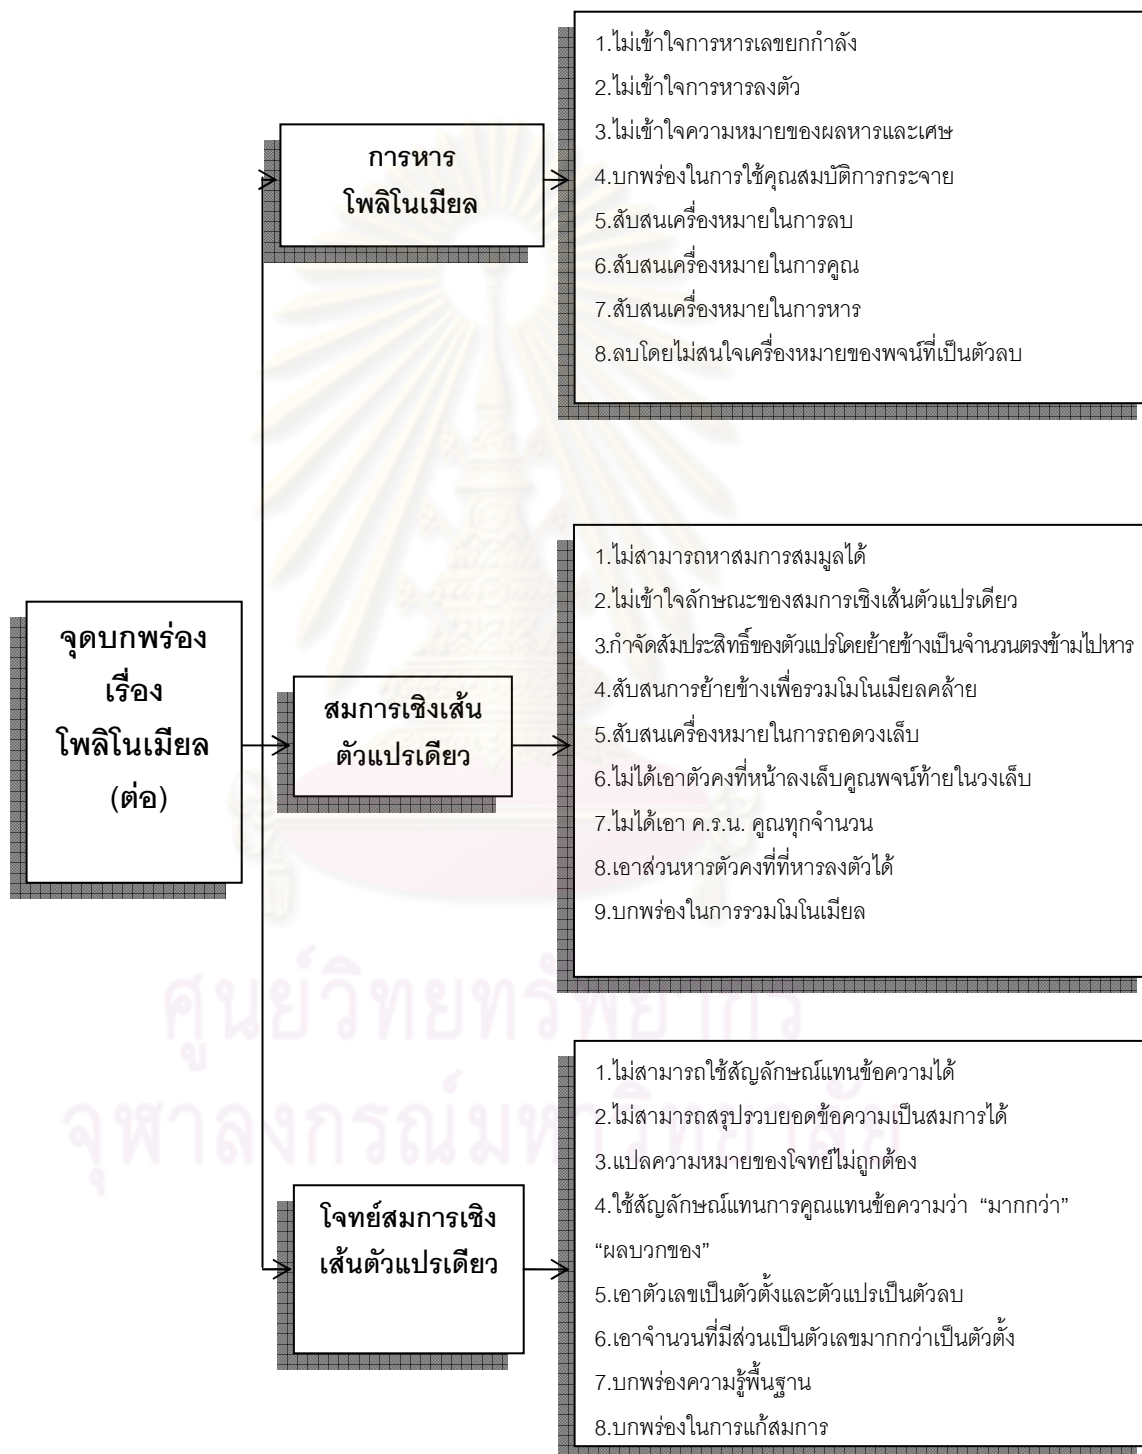 จุดบกพร่อง
เรื่อง
โพลิโนเมียล
(ต่อ)
การหาร
โพลิโนเมียล
1.ไม่เข้าใจการหารเลขยกกำลัง
2.ไม่เข้าใจการหารลงตัว
3.ไม่เข้าใจความหมายของผลหารและเศษ
4.บกพร่องในการใช้คุณสมบัติการกระจาย
5.สับสนเครื่องหมายในการลบ
6.สับสนเครื่องหมายในการคูณ
7.สับสนเครื่องหมายในการหาร
8.ลบโดยไม่สนใจเครื่องหมายของพจน์ที่เป็นตัวลบ
สมการเชิงเส้น
ตัวแปรเดียว
1.ไม่สามารถหาสมการสมมูลได้
2.ไม่เข้าใจลักษณะของสมการเชิงเส้นตัวแปรเดียว
3.กำจัดสัมประสิทธิ์ของตัวแปรโดยย้ายข้างเป็นจำนวนตรงข้ามไปหาร
4.สับสนการย้ายข้างเพื่อรวมโมโนเมียลคล้าย
5.สับสนเครื่องหมายในการถอดวงเล็บ
6.ไม่ได้เอาตัวคงที่หน้าลงเล็บคูณพจน์ท้ายในวงเล็บ
7.ไมได้เอา ค.ร.น. คูณทุกจำนวน
8.เอาส่วนหารตัวคงที่ที่หารลงตัวได้
9.บกพร่องในการรวมโมโนเมียล
โจทย์สมการเชิง
เส้นตัวแปรเดียว
1.ไม่สามารถใช้สัญลักษณ์แทนข้อความได้
2.ไม่สามารถสรุปรวบยอดข้อความเป็นสมการได้
3.แปลความหมายของโจทย์ไม่ถูกต้อง
4.ใช้สัญลักษณ์แทนการคูณแทนข้อความว่า “มากกว่า”
“ผลบวกของ”
5.เอาตัวเลขเป็นตัวตั้งและตัวแปรเป็นตัวลบ
6.เอาจำนวนที่มีส่วนเป็นตัวเลขมากกว่าเป็นตัวตั้ง
7.บกพร่องความรู้พื้นฐาน
8.บกพร่องในการแก้สมการ
ศูนย์วิทยทรัพยากร
จุฬาลงกรณ์มหาวิทยาลัย